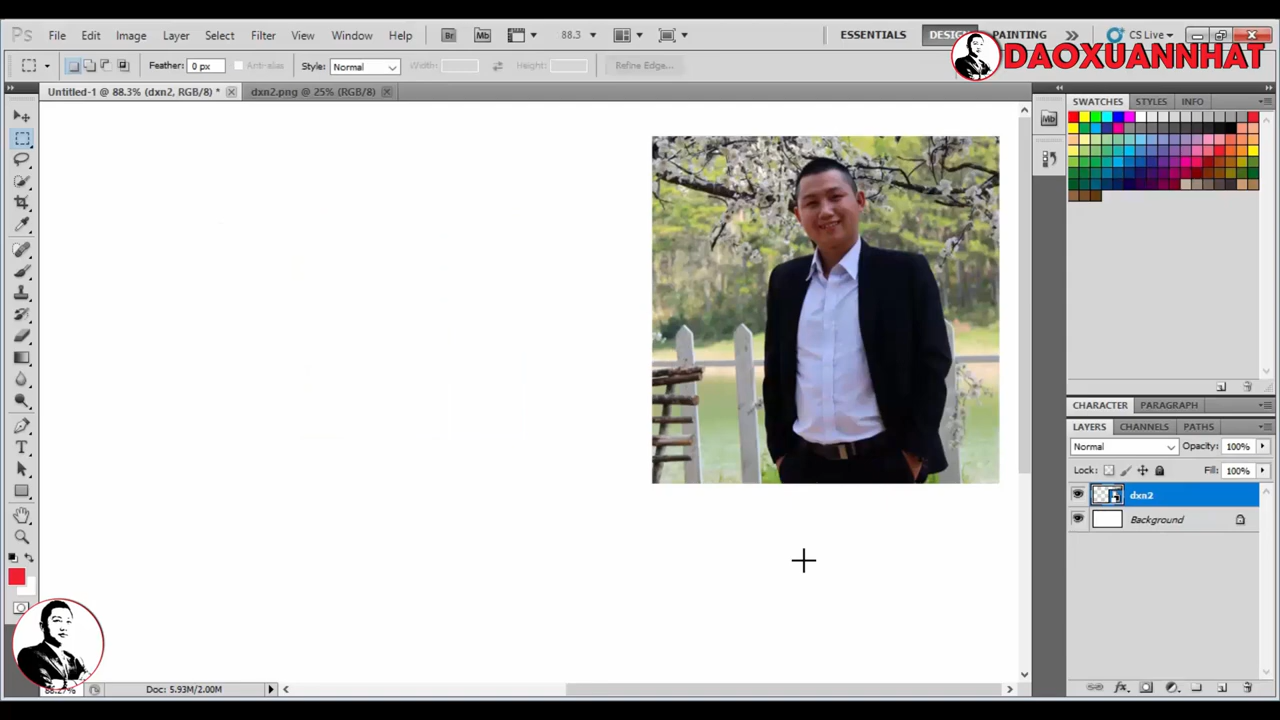 Ps File Edit Image Layer Select Filter View Window Help Br Mb 88.3 ESSENTIALS DESIGN PAINTING CS Live
DAOXUANNHAT
Feather: 0 px Anti-alias Style: Normal Width: Height: Refine Edge...
Untitled-1 @ 88.3% (dxn2, RGB/8) * dxn2.png @ 25% (RGB/8)
SWATCHES STYLES INFO
Mb
CHARACTER PARAGRAPH
LAYERS CHANNELS PATHS
Normal Opacity: 100%
Lock: Fill: 100%
dxn2
Background
T
Doc: 5.93M/2.00M
fx